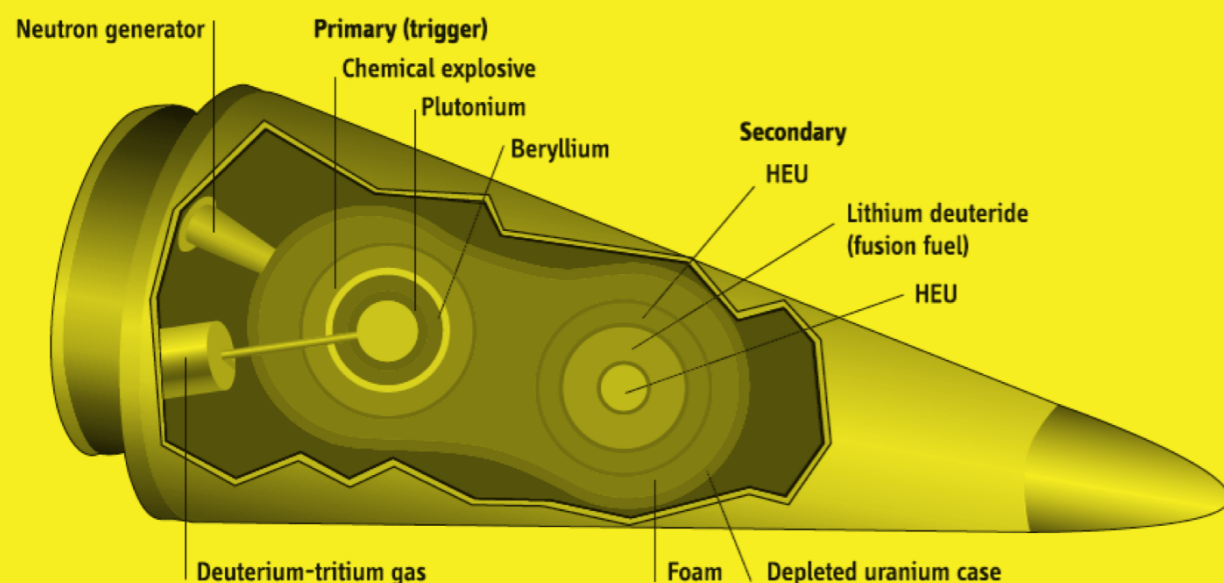 Neutron generator
Primary (trigger)
Chemical explosive
Plutonium
Beryllium
Secondary
HEU
Lithium deuteride
(fusion fuel)
HEU
Deuterium-tritium gas
Foam
Depleted uranium case